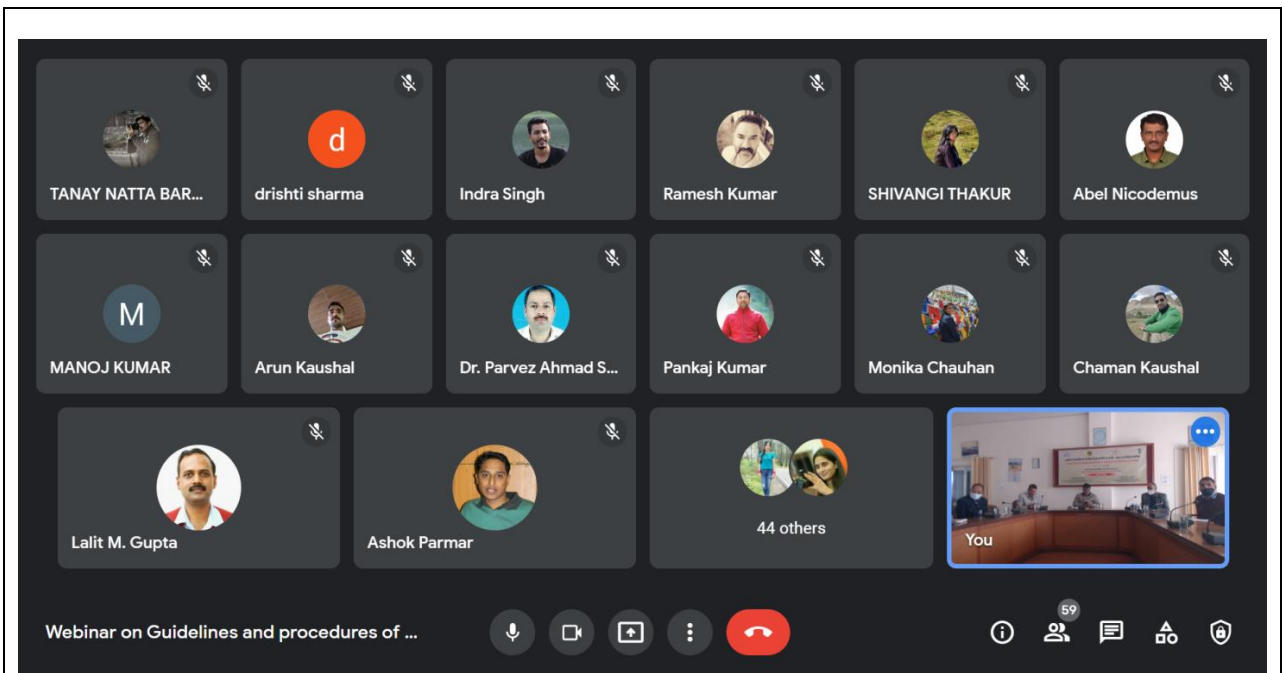 TANAY NATTA BAR...
d
drishti sharma
Indra Singh
Ramesh Kumar
SHIVANGI THAKUR
Abel Nicodemus
M
MANOJ KUMAR
Arun Kaushal
Dr. Parvez Ahmad S...
Pankaj Kumar
Monika Chauhan
Chaman Kaushal
Lalit M. Gupta
Ashok Parmar
44 others
You
Webinar on Guidelines and procedures of ...
59